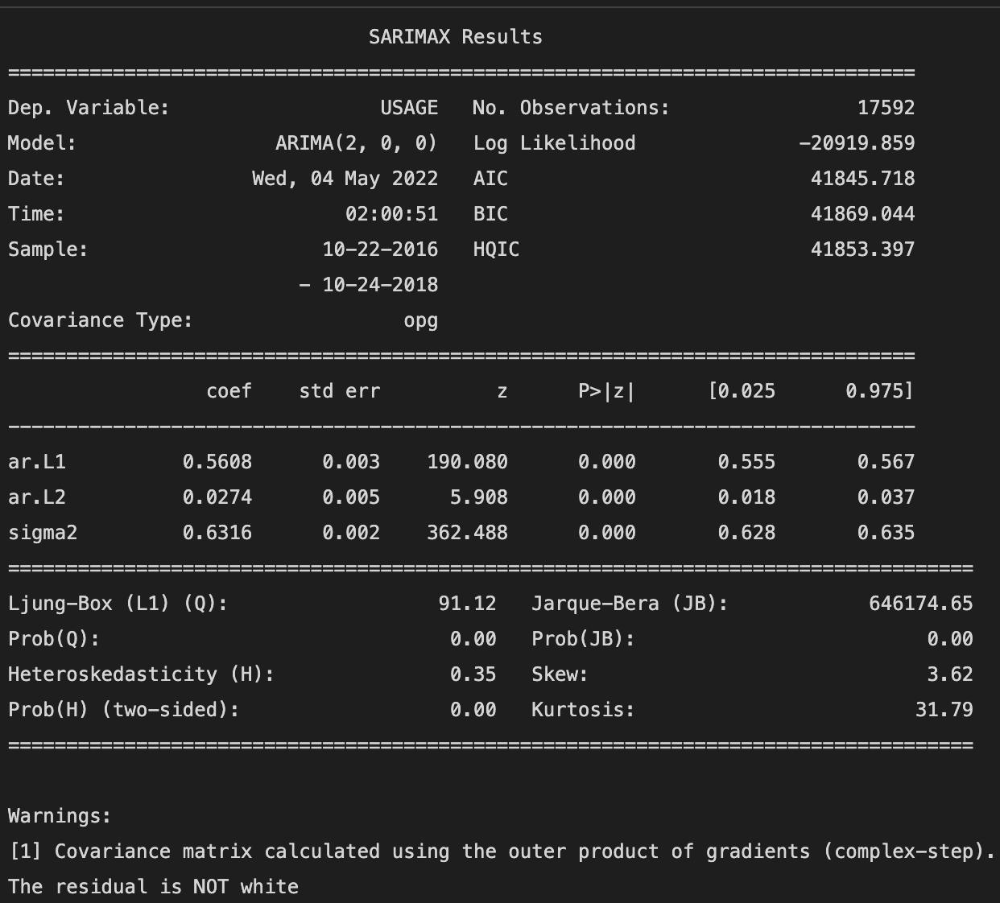 SARIMAX Results
==============================================================================
Dep. Variable:                  USAGE   No. Observations:                17592
Model:                 ARIMA(2, 0, 0)   Log Likelihood              -20919.859
Date:                Wed, 04 May 2022   AIC                          41845.718
Time:                        02:00:51   BIC                          41869.044
Sample:                    10-22-2016   HQIC                         41853.397
                         - 10-24-2018
Covariance Type:                  opg
==============================================================================
                 coef    std err          z      P>|z|      [0.025      0.975]
------------------------------------------------------------------------------
ar.L1          0.5608      0.003    190.080      0.000       0.555       0.567
ar.L2          0.0274      0.005      5.908      0.000       0.018       0.037
sigma2         0.6316      0.002    362.488      0.000       0.628       0.635
===================================================================================
Ljung-Box (L1) (Q):                  91.12   Jarque-Bera (JB):            646174.65
Prob(Q):                              0.00   Prob(JB):                         0.00
Heteroskedasticity (H):               0.35   Skew:                             3.62
Prob(H) (two-sided):                  0.00   Kurtosis:                        31.79
===================================================================================
Warnings:
[1] Covariance matrix calculated using the outer product of gradients (complex-step).
The residual is NOT white